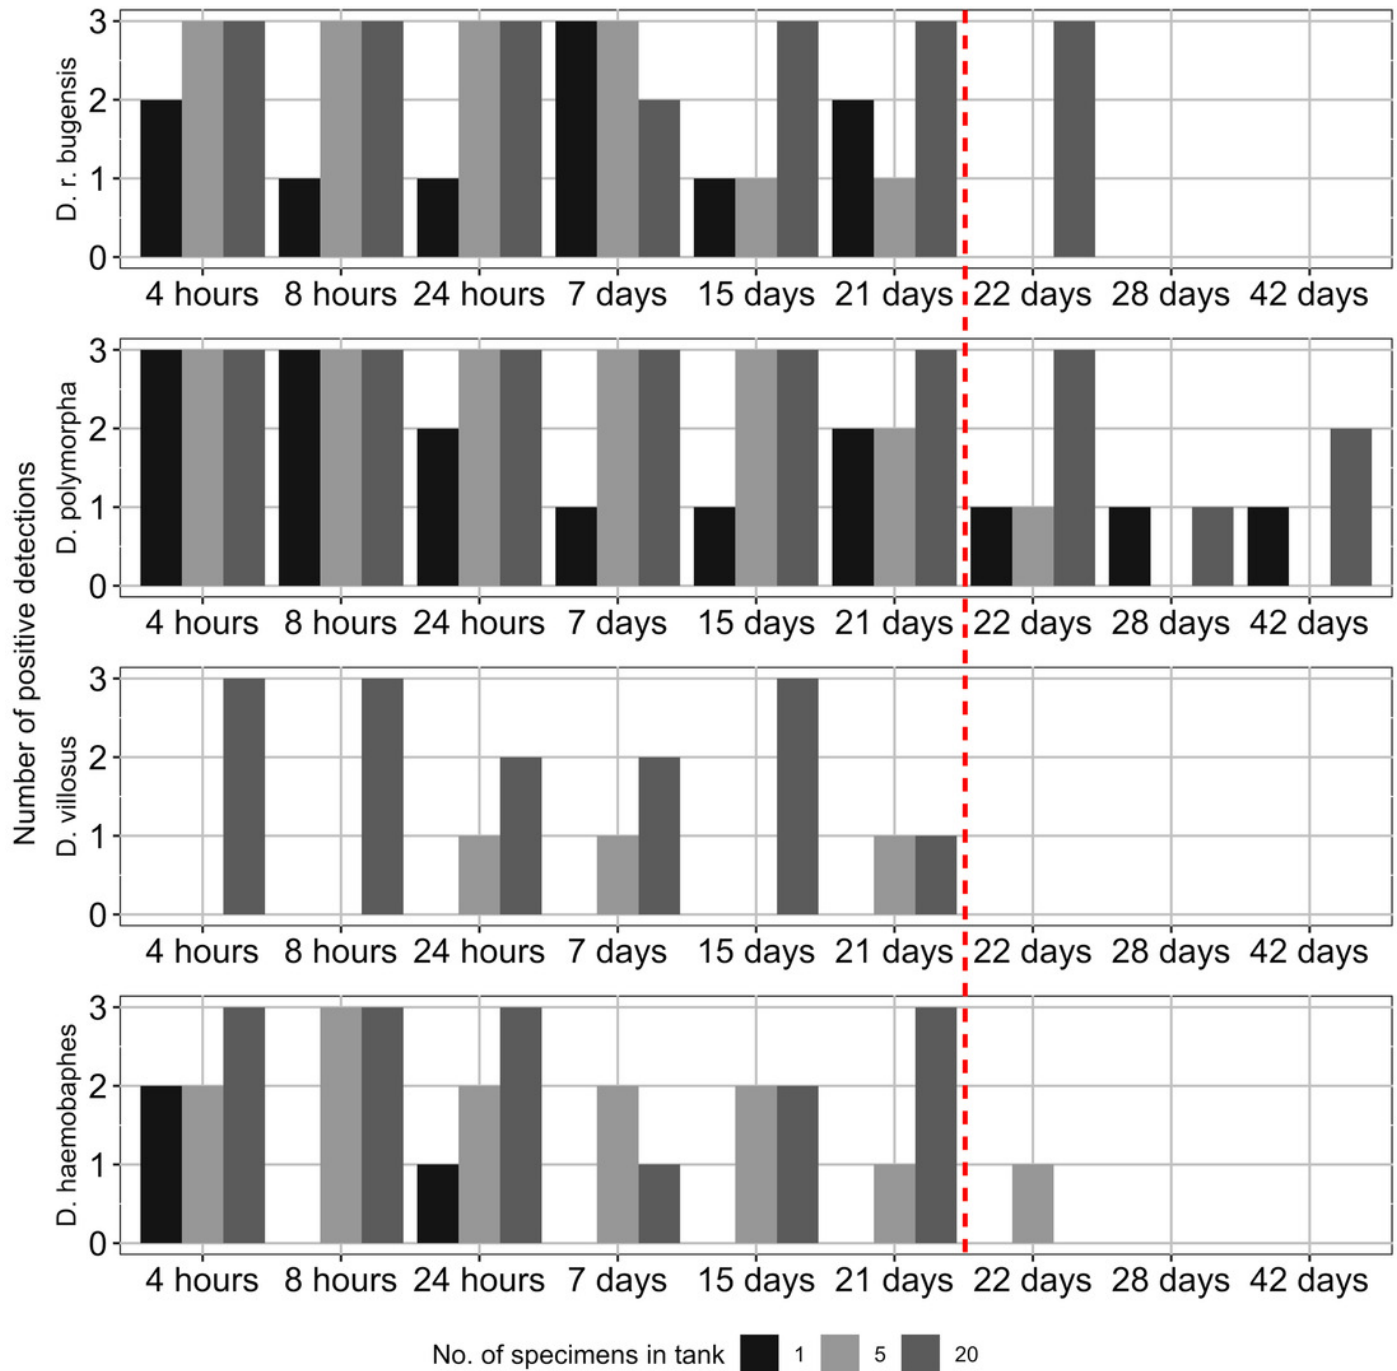 Number of positive detections
D. r. bugensis
3
2
1
0
4 hours 8 hours 24 hours 7 days 15 days 21 days 22 days 28 days 42 days
D. polymorpha
3
2
1
0
4 hours 8 hours 24 hours 7 days 15 days 21 days 22 days 28 days 42 days
D. villosus
3
2
1
0
4 hours 8 hours 24 hours 7 days 15 days 21 days 22 days 28 days 42 days
D. haemobaphes
3
2
1
0
4 hours 8 hours 24 hours 7 days 15 days 21 days 22 days 28 days 42 days
No. of specimens in tank 1 5 20